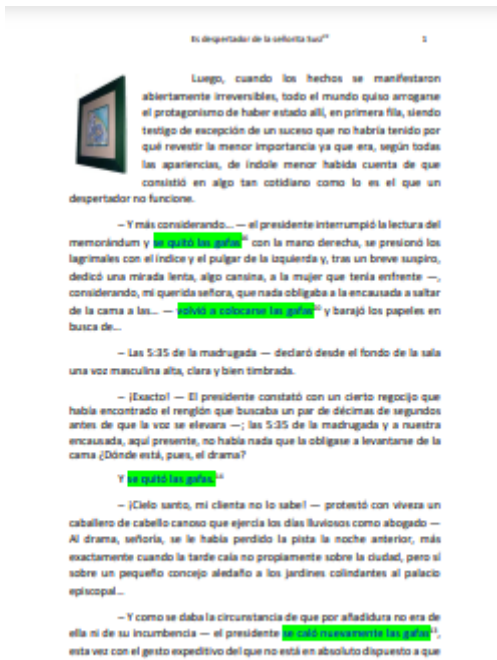 despertador de la señorita
1
Luego, cuando los hechos se manifestaron
abiertamente irreversibles, todo el mundo quiso arrogarse
el protagonismo de haber estado allí, en primera fila, siendo
testigo de excepción de un suceso que no habría tenido por
qué revestir la menor importancia ya que era, según todas
las apariencias, de índole menor habida cuenta de que
consistió en algo tan cotidiano como lo es el que un
despertador no funcione.
– Y más considerando... — el presidente interrumpió la lectura del
memorándum y se quitó las gafas con la mano derecha, se presionó los
lagrimales con el índice y el pulgar de la izquierda y, tras un breve suspiro,
dedicó una mirada lenta, algo cansina, a la mujer que tenía enfrente —,
considerando, mi querida señora, que nada obligaba a la encausada a saltar
de la cama a las... — volvió a colocarse las gafas y barajó los papeles en
busca de...
– Las 5:35 de la madrugada — declaró desde el fondo de la sala
una voz masculina alta, clara y bien timbrada.
– ¡Exacto! — El presidente constató con un cierto regocijo que
había encontrado el renglón que buscaba un par de décimas de segundos
antes de que la voz se elevara —; las 5:35 de la madrugada y a nuestra
encausada, aquí presente, no había nada que la obligase a levantarse de la
cama ¿Dónde está, pues, el drama?
Y se quitó las gafas.
– ¡Cielo santo, mi clienta no lo sabe! — protestó con viveza un
caballero de cabello canoso que ejercía los días lluviosos como abogado —
Al drama, señoría, se le había perdido la pista la noche anterior, más
exactamente cuando la tarde caía no propiamente sobre la ciudad, pero sí
sobre un pequeño concejo aledaño a los jardines colindantes al palacio
episcopal...
– Y como se daba la circunstancia de que por añadidura no era de
ella ni de su incumbencia — el presidente se caló nuevamente las gafas,
esta vez con el gesto expeditivo del que no está en absoluto dispuesto a que